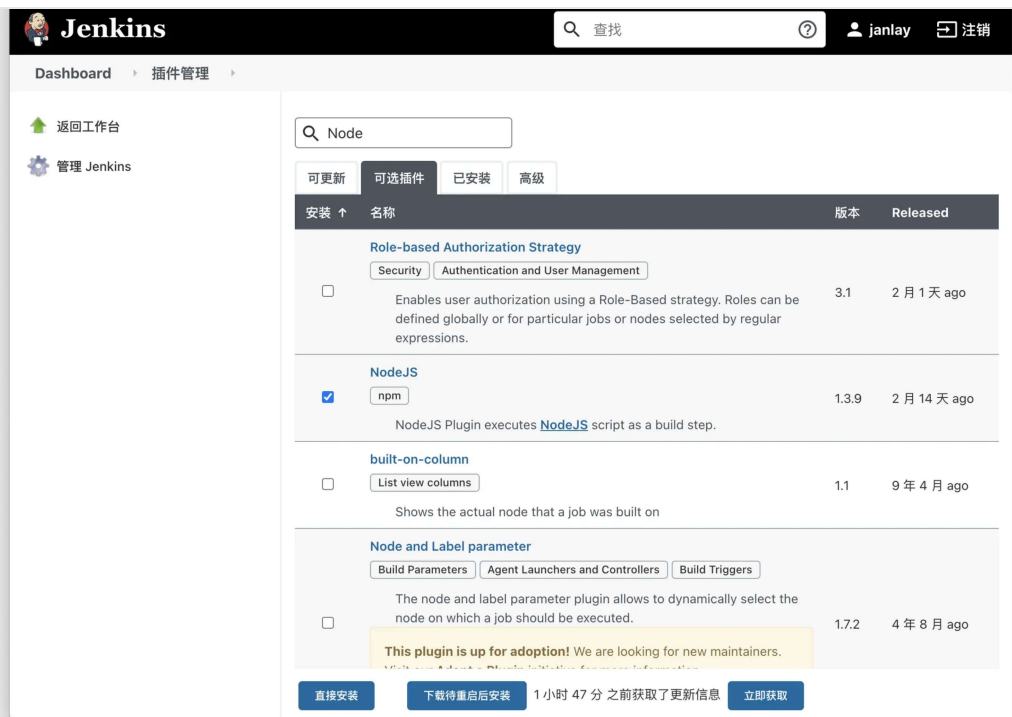 Jenkins
查找
janlay
注销
Dashboard
插件管理
返回工作台
管理 Jenkins
Node
可更新 可选插件 已安装 高级
安装 ↑ 名称 版本 Released
Role-based Authorization Strategy
Security Authentication and User Management
Enables user authorization using a Role-Based strategy. Roles can be
defined globally or for particular jobs or nodes selected by regular
expressions.
3.1 2 月 1 天 ago
NodeJS
npm
NodeJS Plugin executes NodeJS script as a build step.
1.3.9 2 月 14 天 ago
built-on-column
List view columns
Shows the actual node that a job was built on
1.1 9 年 4 月 ago
Node and Label parameter
Build Parameters Agent Launchers and Controllers Build Triggers
The node and label parameter plugin allows to dynamically select the
node on which a job should be executed.
1.7.2 4 年 8 月 ago
This plugin is up for adoption! We are looking for new maintainers.
Visit our Adopt a Plugin initiative for more information.
直接安装 下载待重启后安装 1 小时 47 分 之前获取了更新信息 立即获取